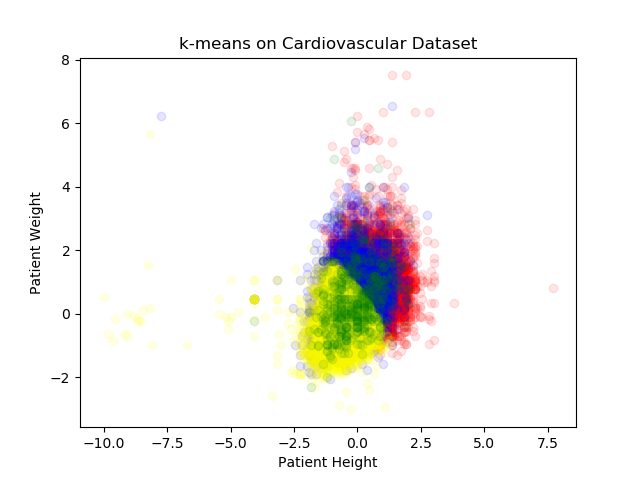 k-means on Cardiovascular Dataset
8
6
4
2
0
−2
Patient Weight
−10.0 −7.5 −5.0 −2.5 0.0 2.5 5.0 7.5
Patient Height